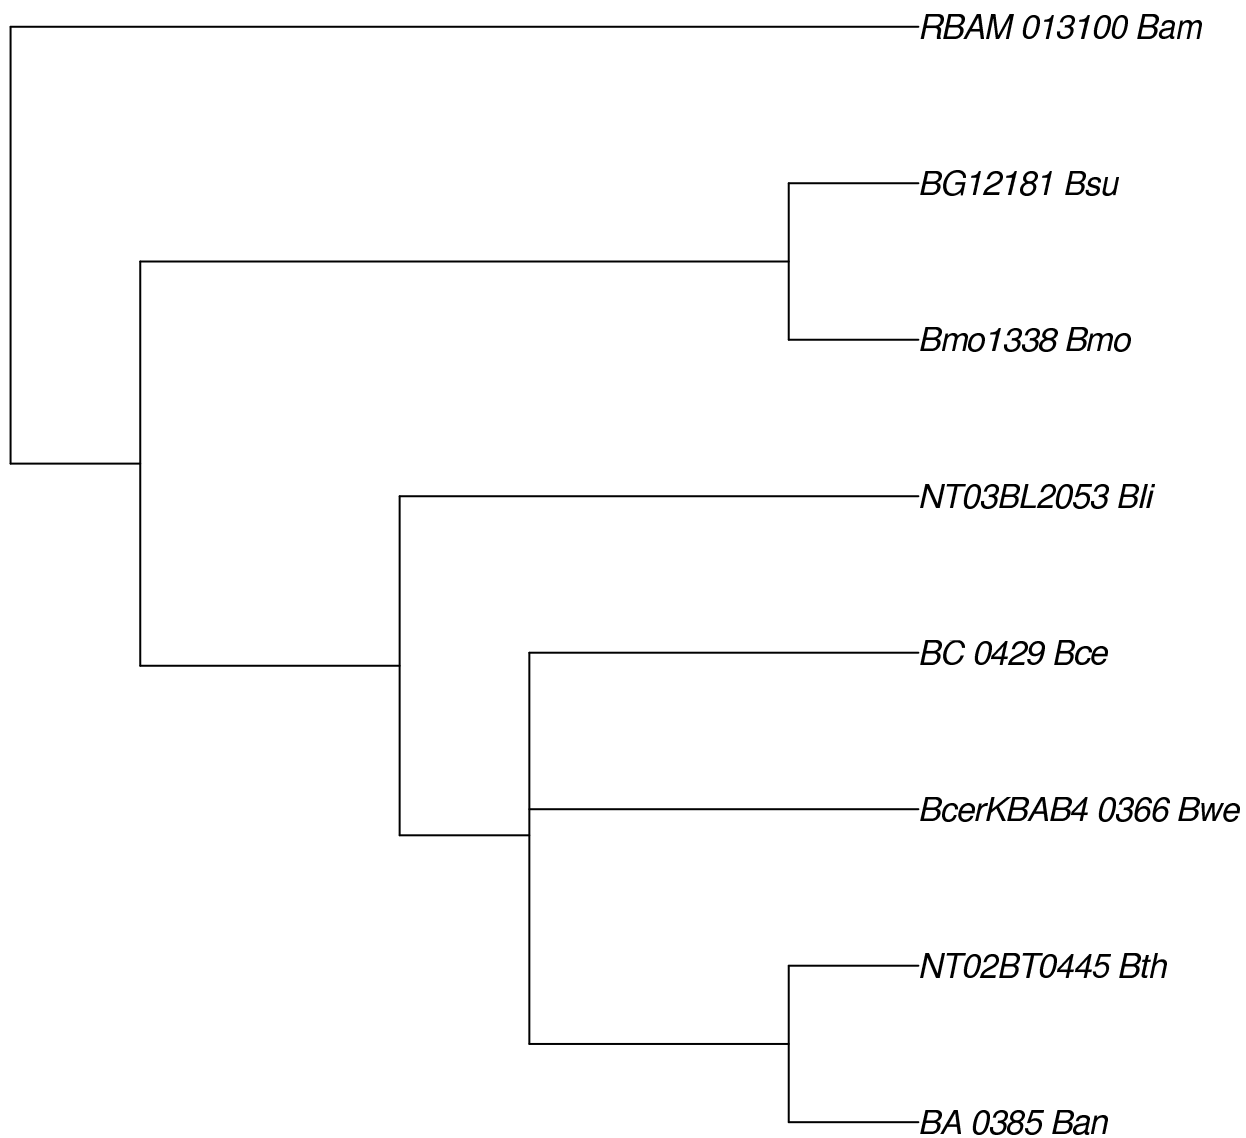 RBAM 013100 Bam
BG12181 Bsu
Bmo1338 Bmo
NT03BL2053 Bli
BC 0429 Bce
BcerKBAB4 0366 Bwe
NT02BT0445 Bth
BA 0385 Ban